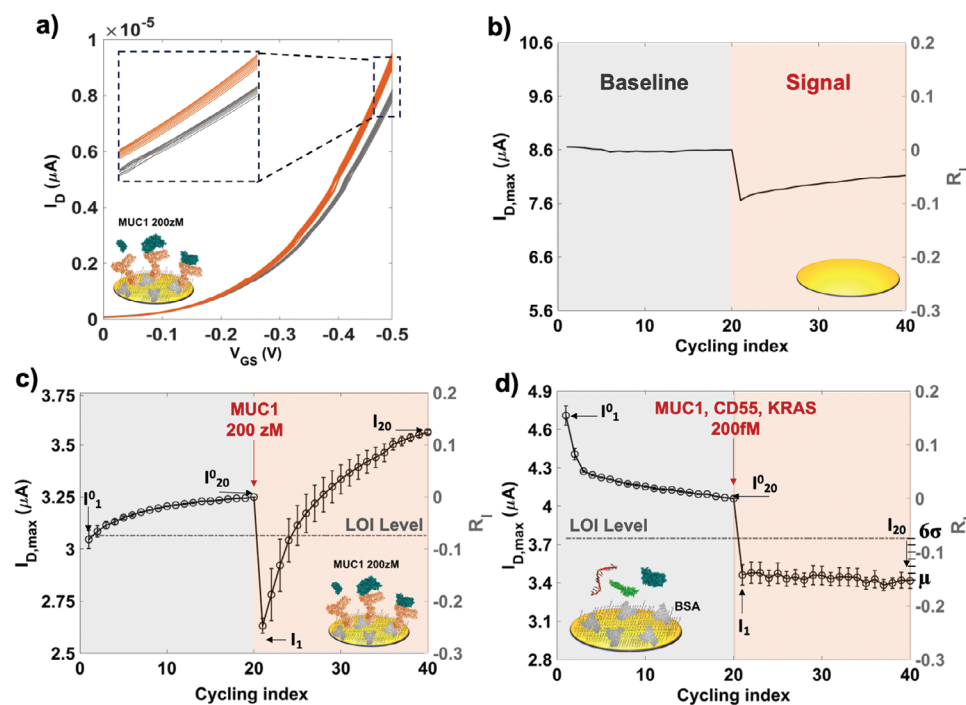 a)
× 10⁻⁵
1
0.8
0.6
0.4
0.2
0
I_D (μA)
MUC1 200zM
0 -0.1 -0.2 -0.3 -0.4 -0.5
V_GS (V)
b)
10.6
9.6
8.6
7.6
6.6
5.6
I_D,max (μA)
Baseline
Signal
0.2
0.1
0
-0.1
-0.2
-0.3
R_I
0 10 20 30 40
Cycling index
c)
3.75
3.5
3.25
3
2.75
2.5
I_D,max (μA)
MUC1
200 zM
I⁰₁
I⁰₂₀
I₂₀
LOI Level
MUC1 200zM
I₁
0.2
0.1
0
-0.1
-0.2
-0.3
R_I
0 10 20 30 40
Cycling index
d)
4.9
4.6
4.3
4
3.7
3.4
3.1
2.8
I_D,max (μA)
I⁰₁
MUC1, CD55, KRAS
200fM
I⁰₂₀
LOI Level
I₂₀
6σ
μ
BSA
I₁
0.2
0.1
0
-0.1
-0.2
-0.3
R_I
0 10 20 30 40
Cycling index